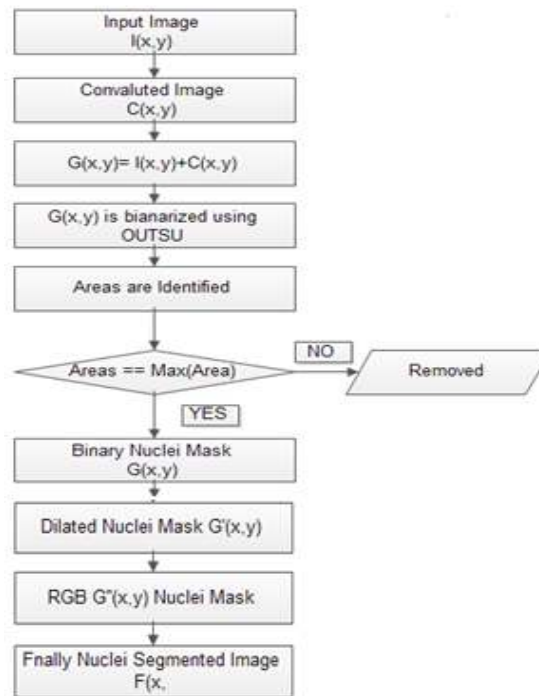 Input Image
I(x,y)
Convaluted Image
C(x,y)
G(x,y)= I(x,y)+C(x,y)
G(x,y) is bianarized using
OUTSU
Areas are Identified
Areas == Max(Area)
NO
Removed
YES
Binary Nuclei Mask
G(x,y)
Dilated Nuclei Mask G'(x,y)
RGB G"(x,y) Nuclei Mask
Fnally Nuclei Segmented Image
F(x,